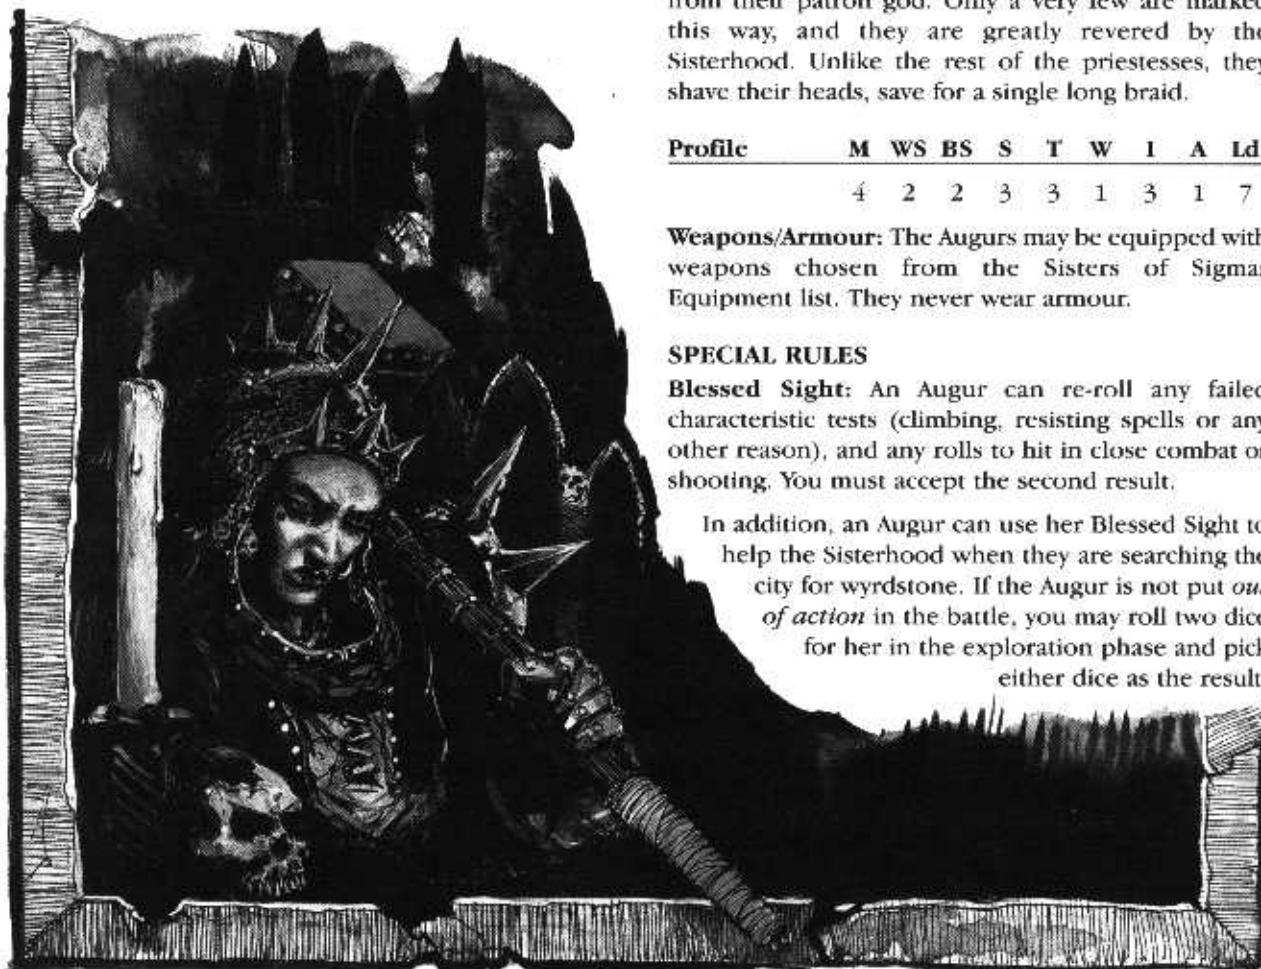 from their patron god. Only a very few are marked
this way, and they are greatly revered by the
Sisterhood. Unlike the rest of the priestesses, they
shave their heads, save for a single long braid.
Profile M WS BS S T W I A Ld
4 2 2 3 3 1 3 1 7
Weapons/Armour: The Augurs may be equipped with
weapons chosen from the Sisters of Sigmar
Equipment list. They never wear armour.
SPECIAL RULES
Blessed Sight: An Augur can re-roll any failed
characteristic tests (climbing, resisting spells or any
other reason), and any rolls to hit in close combat or
shooting. You must accept the second result.
In addition, an Augur can use her Blessed Sight to
help the Sisterhood when they are searching the
city for wyrdstone. If the Augur is not put out
of action in the battle, you may roll two dice
for her in the exploration phase and pick
either dice as the result.